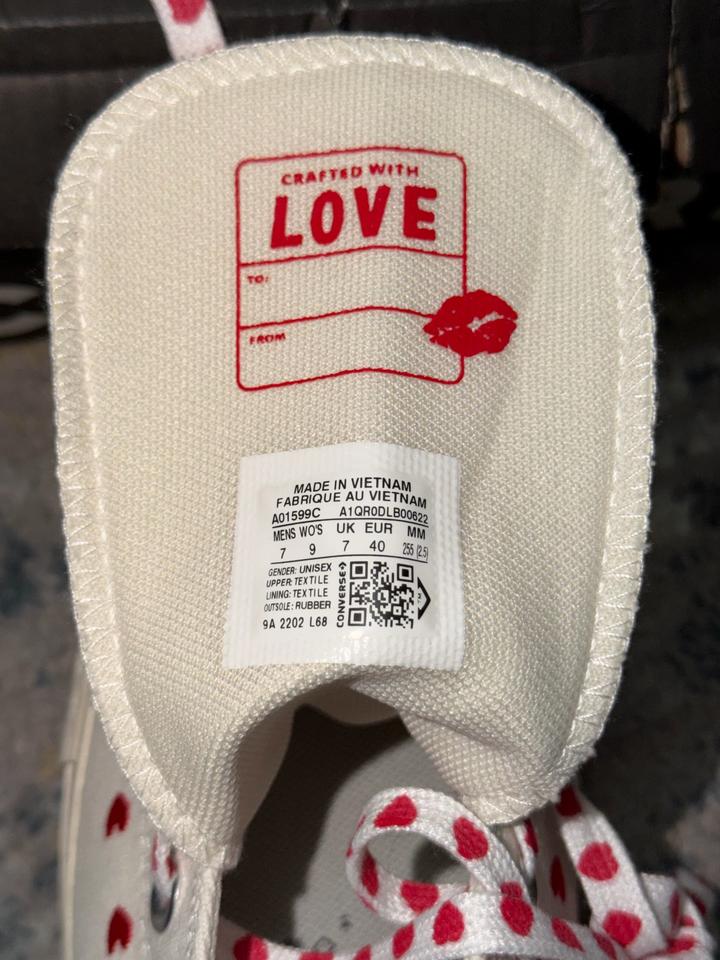 CRAFTED WITH
LOVE
TO:
FROM
MADE IN VIETNAM
FABRIQUE AU VIETNAM
A01599C A1QR0DLB00622
MENS WO'S UK EUR MM
7 9 7 40 255 (2.5)
GENDER: UNISEX
UPPER: TEXTILE
LINING: TEXTILE
OUTSOLE: RUBBER
9A 2202 L68
CONVERSE